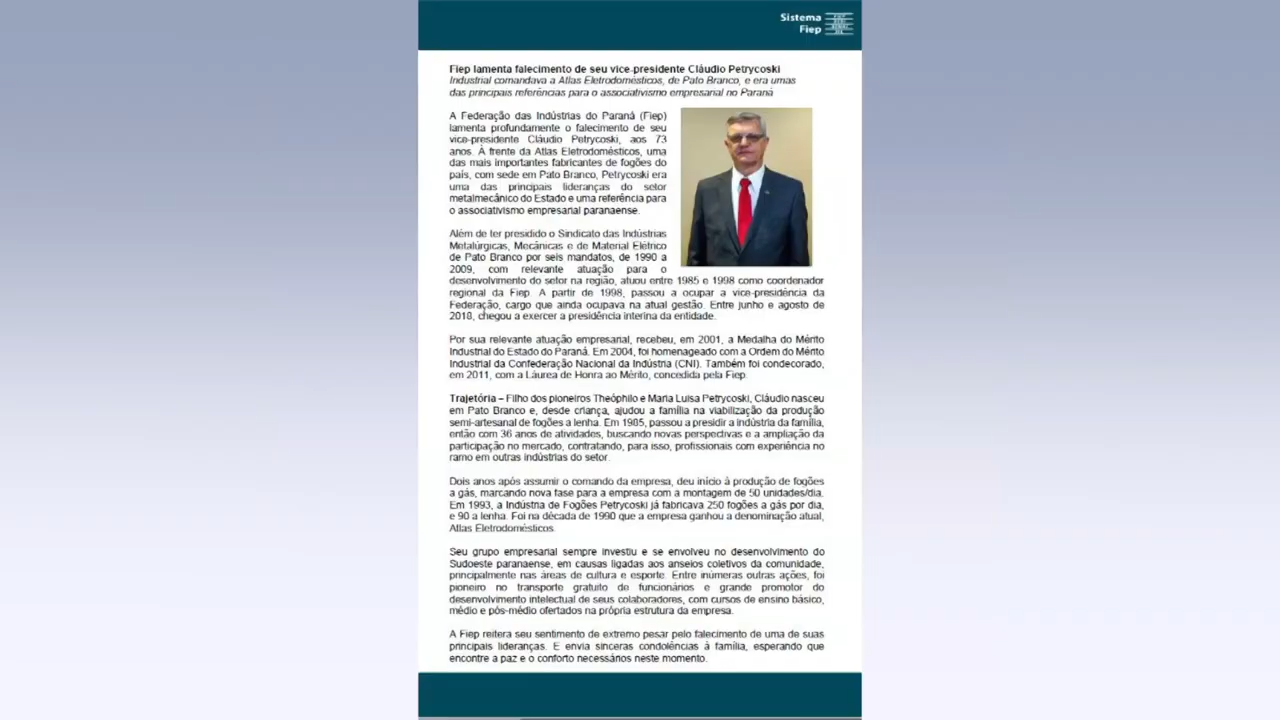 Sistema
Fiep
Fiep lamenta falecimento de seu vice-presidente Cláudio Petrycoski
Industrial comandava a Atlas Eletrodomésticos, de Pato Branco, e era umas
das principais referências para o associativismo empresarial no Paraná
A Federação das Indústrias do Paraná (Fiep)
lamenta profundamente o falecimento de seu
vice-presidente Cláudio Petrycoski, aos 73
anos. À frente da Atlas Eletrodomésticos, uma
das mais importantes fabricantes de fogões do
país, com sede em Pato Branco, Petrycoski era
uma das principais lideranças do setor
metalmecânico do Estado e uma referência para
o associativismo empresarial paranaense.
Além de ter presidido o Sindicato das Indústrias
Metalúrgicas, Mecânicas e de Material Elétrico
de Pato Branco por seis mandatos, de 1990 a
2009, com relevante atuação para o
desenvolvimento do setor na região, atuou entre 1985 e 1998 como coordenador
regional da Fiep. A partir de 1998, passou a ocupar a vice-presidência da
Federação, cargo que ainda ocupava na atual gestão. Entre junho e agosto de
2018, chegou a exercer a presidência interina da entidade.
Por sua relevante atuação empresarial, recebeu, em 2001, a Medalha do Mérito
Industrial do Estado do Paraná. Em 2004, foi homenageado com a Ordem do Mérito
Industrial da Confederação Nacional da Indústria (CNI). Também foi condecorado,
em 2011, com a Láurea de Honra ao Mérito, concedida pela Fiep.
Trajetória – Filho dos pioneiros Theóphilo e Maria Luisa Petrycoski, Cláudio nasceu
em Pato Branco e, desde criança, ajudou a família na viabilização da produção
semi-artesanal de fogões a lenha. Em 1985, passou a presidir a indústria da família,
então com 36 anos de atividades, buscando novas perspectivas e a ampliação da
participação no mercado, contratando, para isso, profissionais com experiência no
ramo em outras indústrias do setor.
Dois anos após assumir o comando da empresa, deu início à produção de fogões
a gás, marcando nova fase para a empresa com a montagem de 50 unidades/dia.
Em 1993, a Indústria de Fogões Petrycoski já fabricava 250 fogões a gás por dia,
e 90 a lenha. Foi na década de 1990 que a empresa ganhou a denominação atual,
Atlas Eletrodomésticos.
Seu grupo empresarial sempre investiu e se envolveu no desenvolvimento do
Sudoeste paranaense, em causas ligadas aos anseios coletivos da comunidade,
principalmente nas áreas de cultura e esporte. Entre inúmeras outras ações, foi
pioneiro no transporte gratuito de funcionários e grande promotor do
desenvolvimento intelectual de seus colaboradores, com cursos de ensino básico,
médio e pós-médio ofertados na própria estrutura da empresa.
A Fiep reitera seu sentimento de extremo pesar pelo falecimento de uma de suas
principais lideranças. E envia sinceras condolências à família, esperando que
encontre a paz e o conforto necessários neste momento.